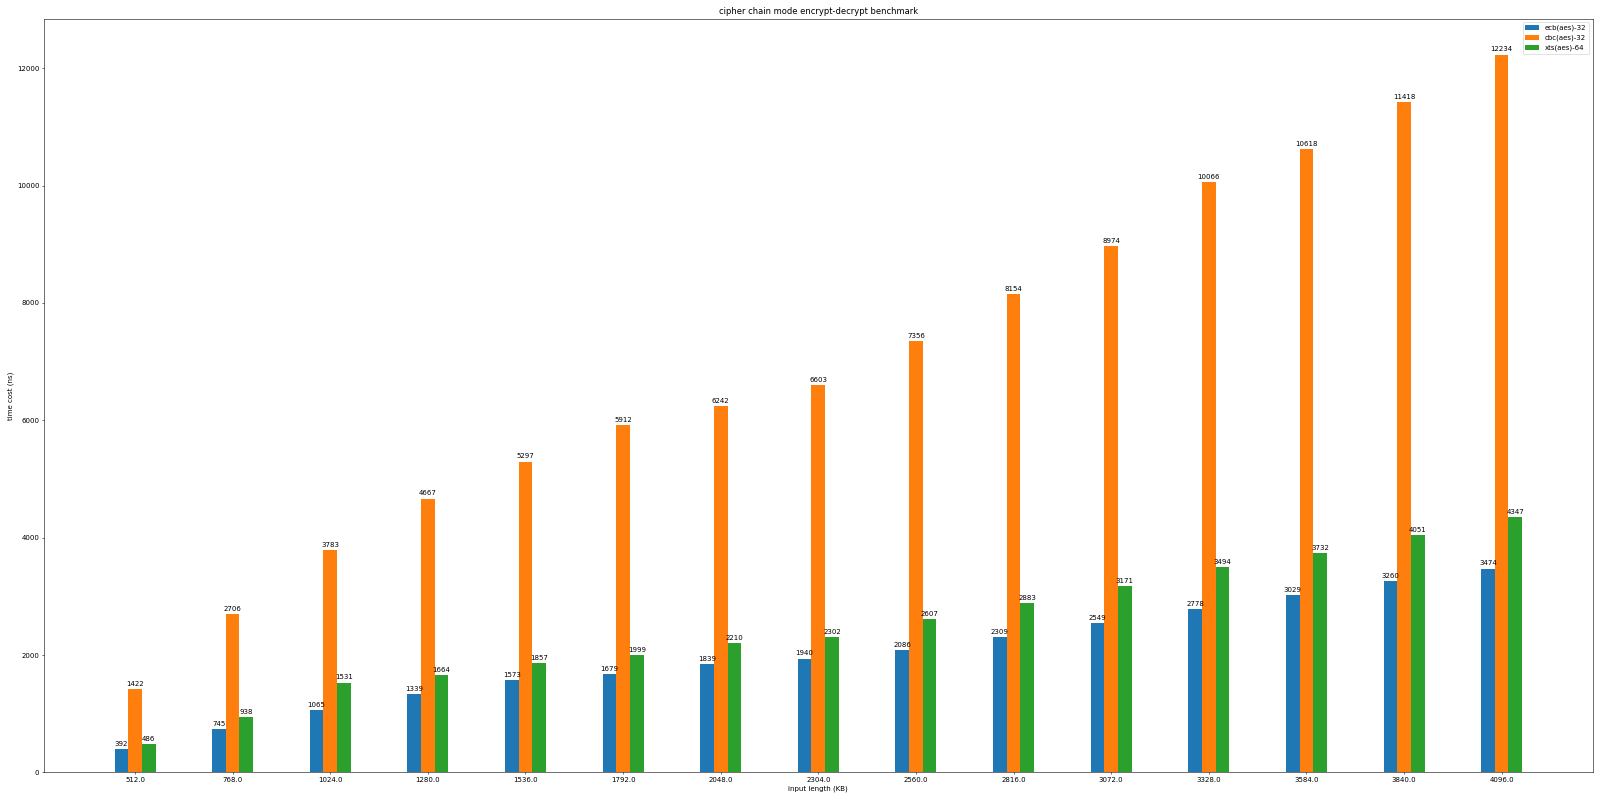 cipher chain mode encrypt-decrypt benchmark
ecb(aes)-32
cbc(aes)-32
xts(aes)-64
time cost (ns)
12000
10000
8000
6000
4000
2000
0
392 1422 486
745 2706 938
1065 3783 1531
1339 4667 1664
1573 5297 1857
1679 5912 1999
1839 6242 2210
1940 6603 2302
2086 7356 2607
2309 8154 2883
2549 8974 3171
2778 10066 3494
3029 10618 3732
3260 11418 4051
3474 12234 4347
512.0 768.0 1024.0 1280.0 1536.0 1792.0 2048.0 2304.0 2560.0 2816.0 3072.0 3328.0 3584.0 3840.0 4096.0
input length (KB)